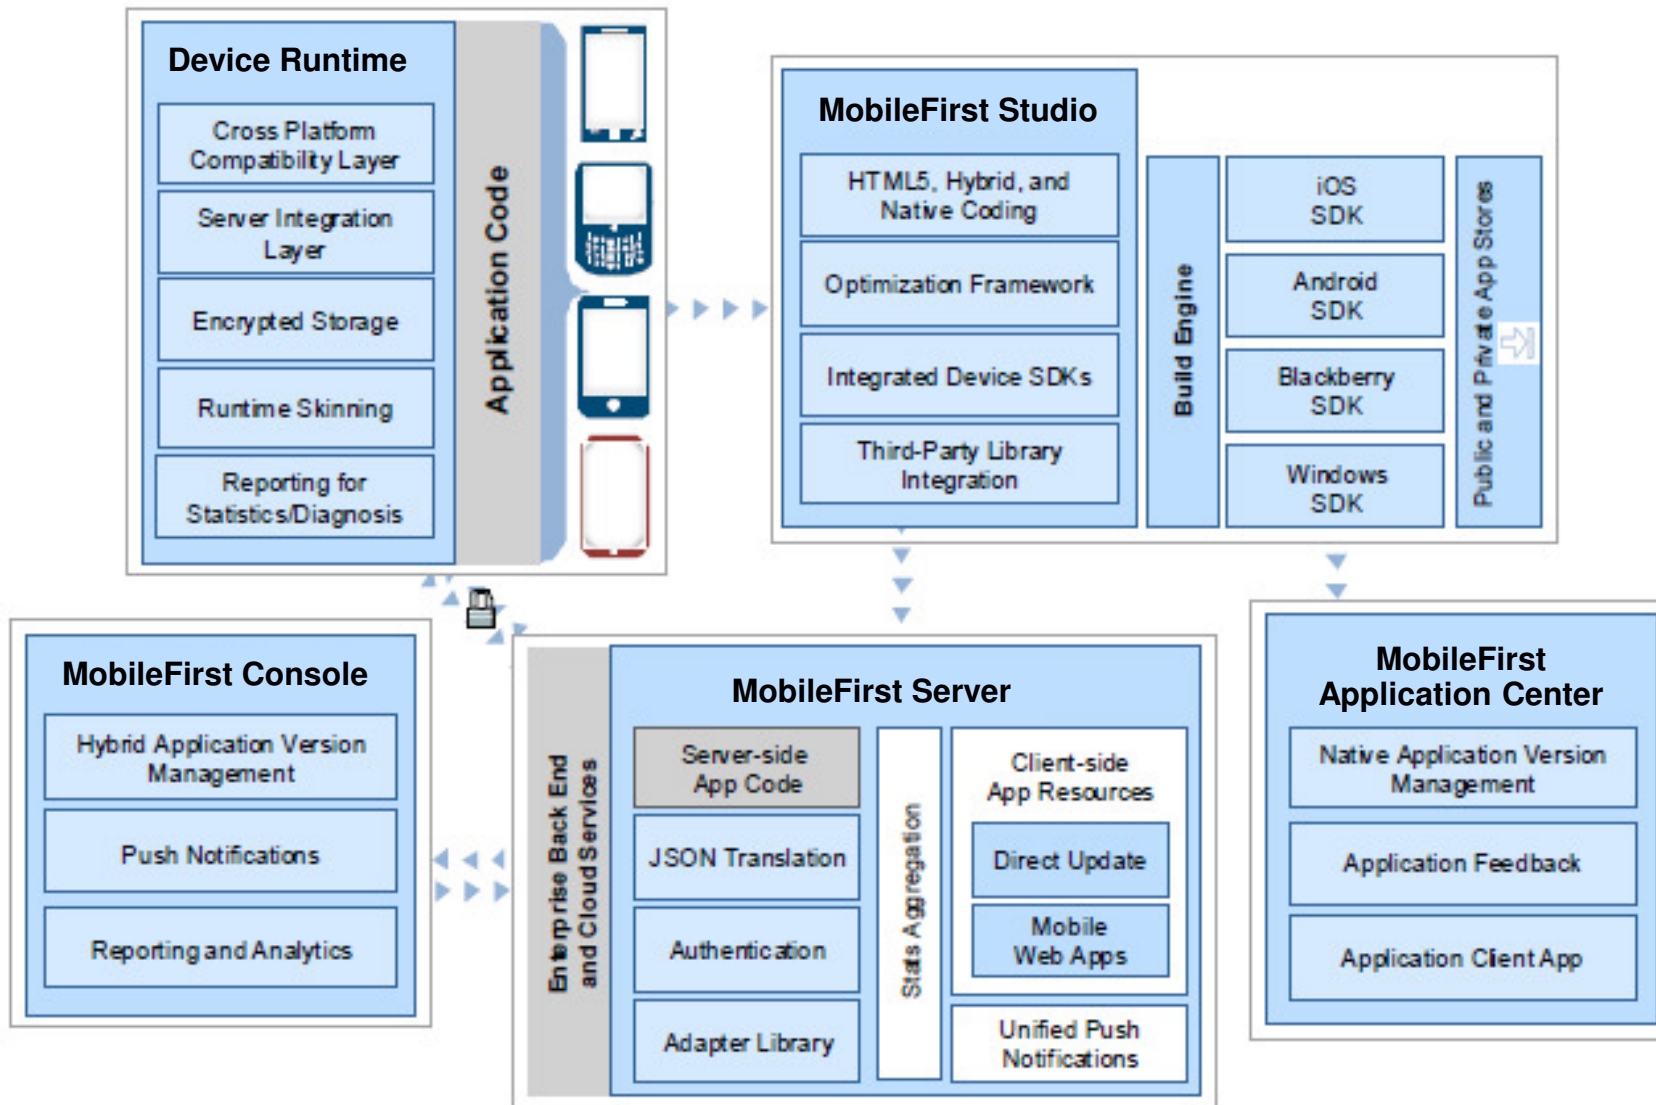 Device Runtime
Cross Platform
Compatibility Layer
Server Integration
Layer
Encrypted Storage
Runtime Skinning
Reporting for
Statistics/Diagnosis
Application Code
MobileFirst Studio
HTML5, Hybrid, and
Native Coding
Optimization Framework
Integrated Device SDKs
Third-Party Library
Integration
Build Engine
iOS
SDK
Android
SDK
Blackberry
SDK
Windows
SDK
Public and Private App Stores
MobileFirst Console
Hybrid Application Version
Management
Push Notifications
Reporting and Analytics
Enterprise Back End
and Cloud Services
MobileFirst Server
Server-side
App Code
JSON Translation
Authentication
Adapter Library
Stats Aggregation
Client-side
App Resources
Direct Update
Mobile
Web Apps
Unified Push
Notifications
MobileFirst
Application Center
Native Application Version
Management
Application Feedback
Application Client App